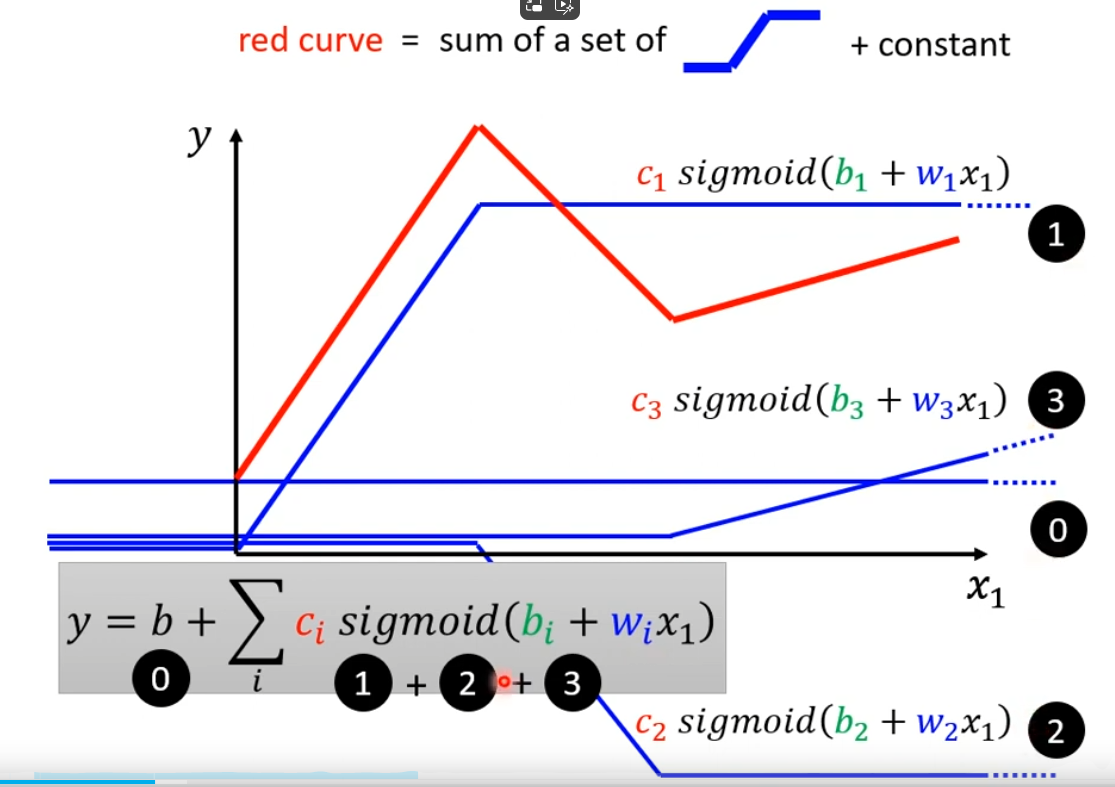 red curve = sum of a set of + constant
y
c₁ sigmoid(b₁ + w₁x₁)
1
c₃ sigmoid(b₃ + w₃x₁) 3
0
x₁
y = b + ∑ᵢ cᵢ sigmoid(bᵢ + wᵢx₁)
0 1 + 2 + 3
c₂ sigmoid(b₂ + w₂x₁) 2